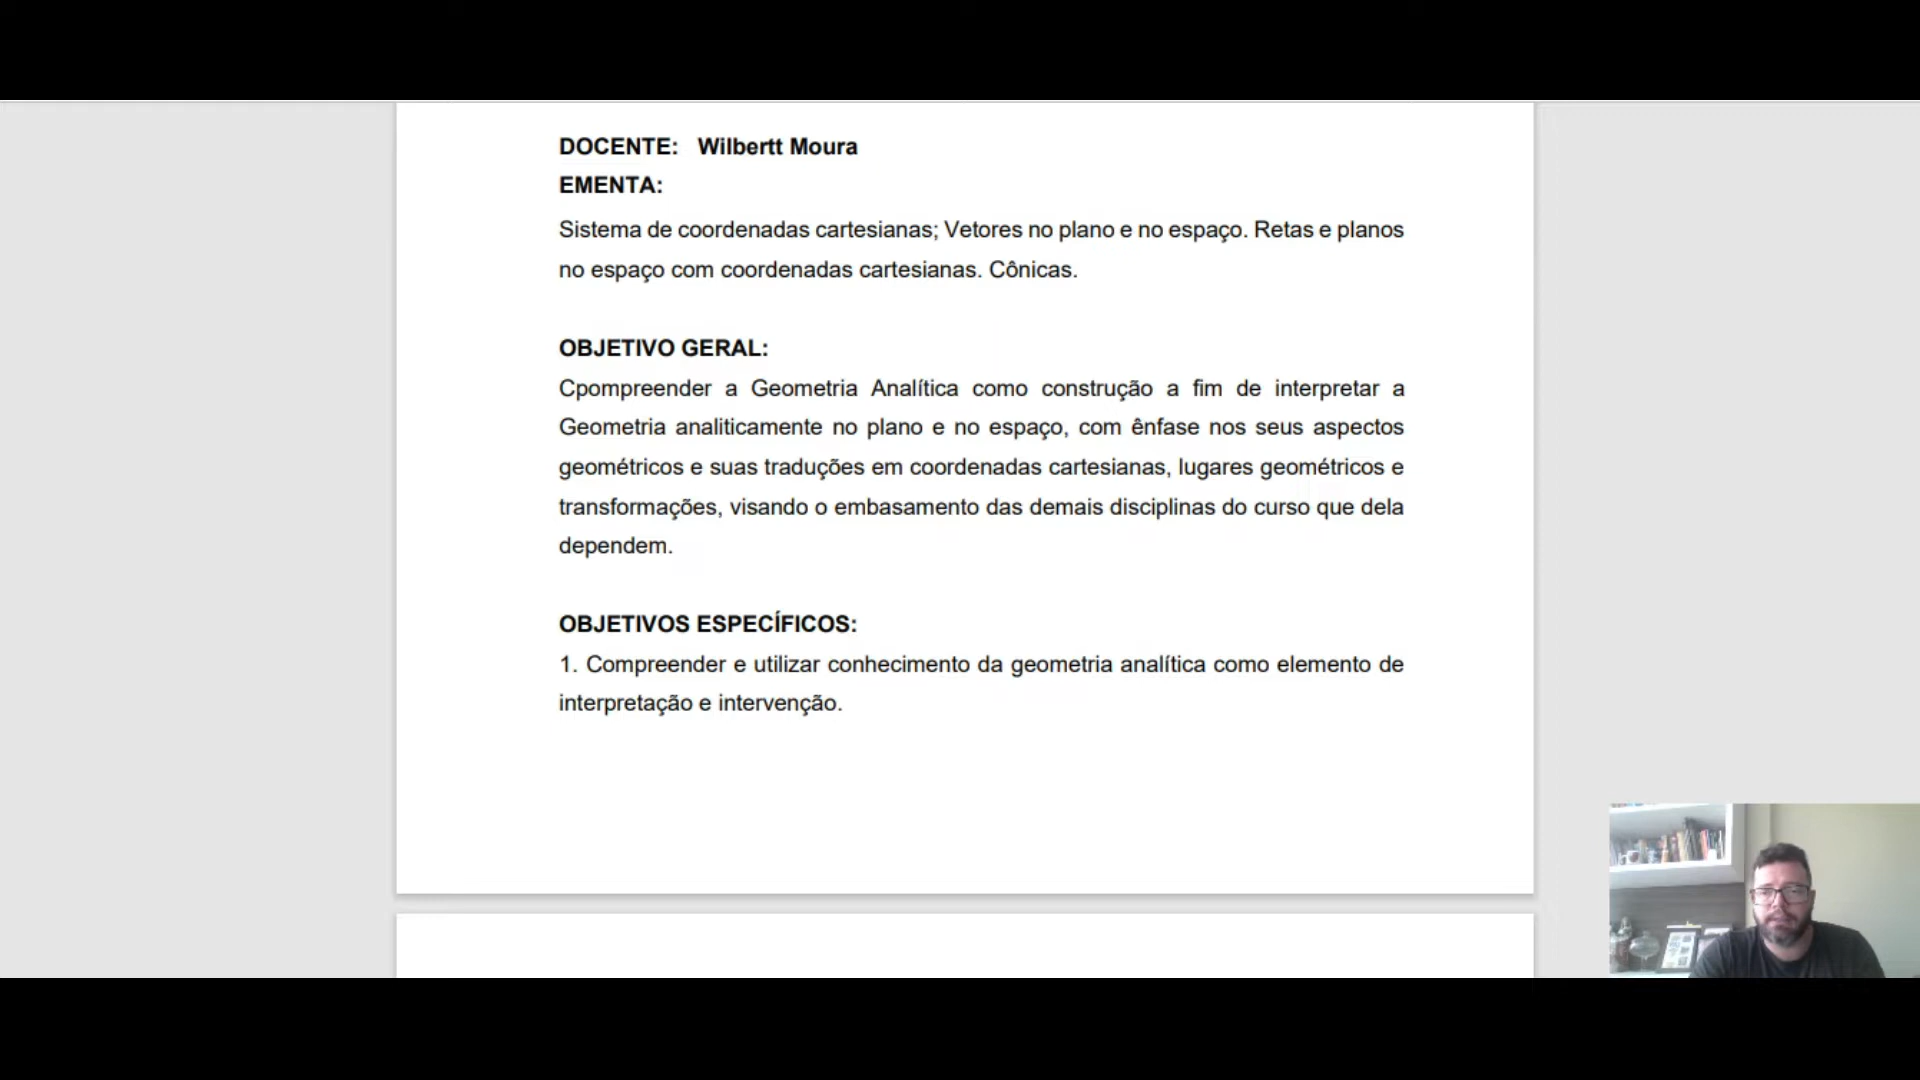 DOCENTE: Wilbertt Moura
EMENTA:
Sistema de coordenadas cartesianas; Vetores no plano e no espaço. Retas e planos
no espaço com coordenadas cartesianas. Cônicas.
OBJETIVO GERAL:
Cpompreender a Geometria Analítica como construção a fim de interpretar a
Geometria analiticamente no plano e no espaço, com ênfase nos seus aspectos
geométricos e suas traduções em coordenadas cartesianas, lugares geométricos e
transformações, visando o embasamento das demais disciplinas do curso que dela
dependem.
OBJETIVOS ESPECÍFICOS:
1. Compreender e utilizar conhecimento da geometria analítica como elemento de
interpretação e intervenção.